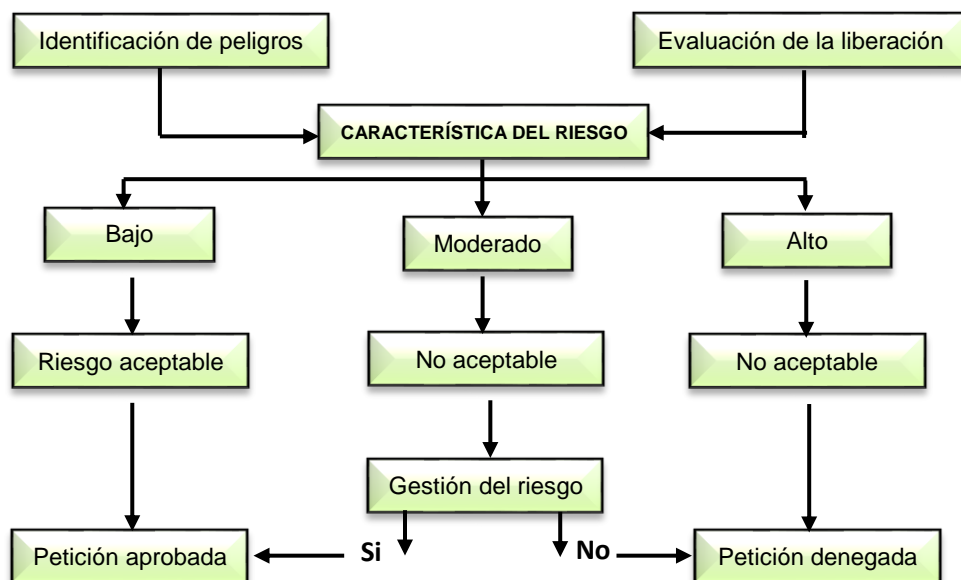 Identificación de peligros
Evaluación de la liberación
CARACTERÍSTICA DEL RIESGO
Bajo
Moderado
Alto
Riesgo aceptable
No aceptable
No aceptable
Gestión del riesgo
Petición aprobada
Si
No
Petición denegada